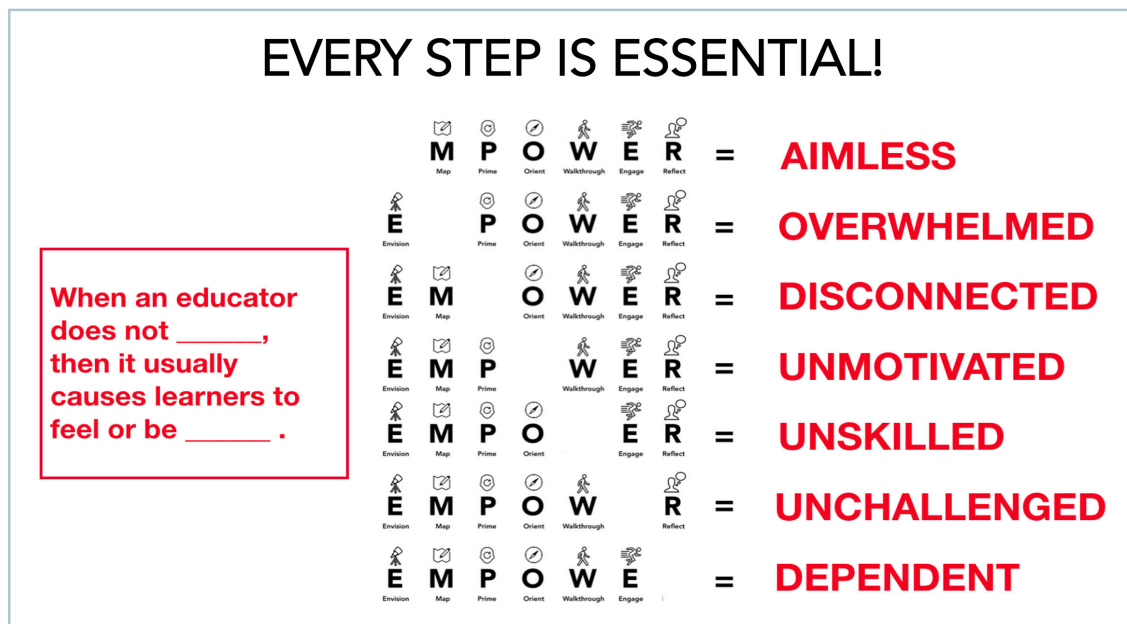 EVERY STEP IS ESSENTIAL!
M P O W E R = AIMLESS
Map Prime Orient Walkthrough Engage Reflect
E P O W E R = OVERWHELMED
Envision Prime Orient Walkthrough Engage Reflect
E M O W E R = DISCONNECTED
Envision Map Orient Walkthrough Engage Reflect
E M P W E R = UNMOTIVATED
Envision Map Prime Walkthrough Engage Reflect
E M P O E R = UNSKILLED
Envision Map Prime Orient Engage Reflect
E M P O W R = UNCHALLENGED
Envision Map Prime Orient Walkthrough Reflect
E M P O W E = DEPENDENT
Envision Map Prime Orient Walkthrough Engage
When an educator
does not ______,
then it usually
causes learners to
feel or be ______ .